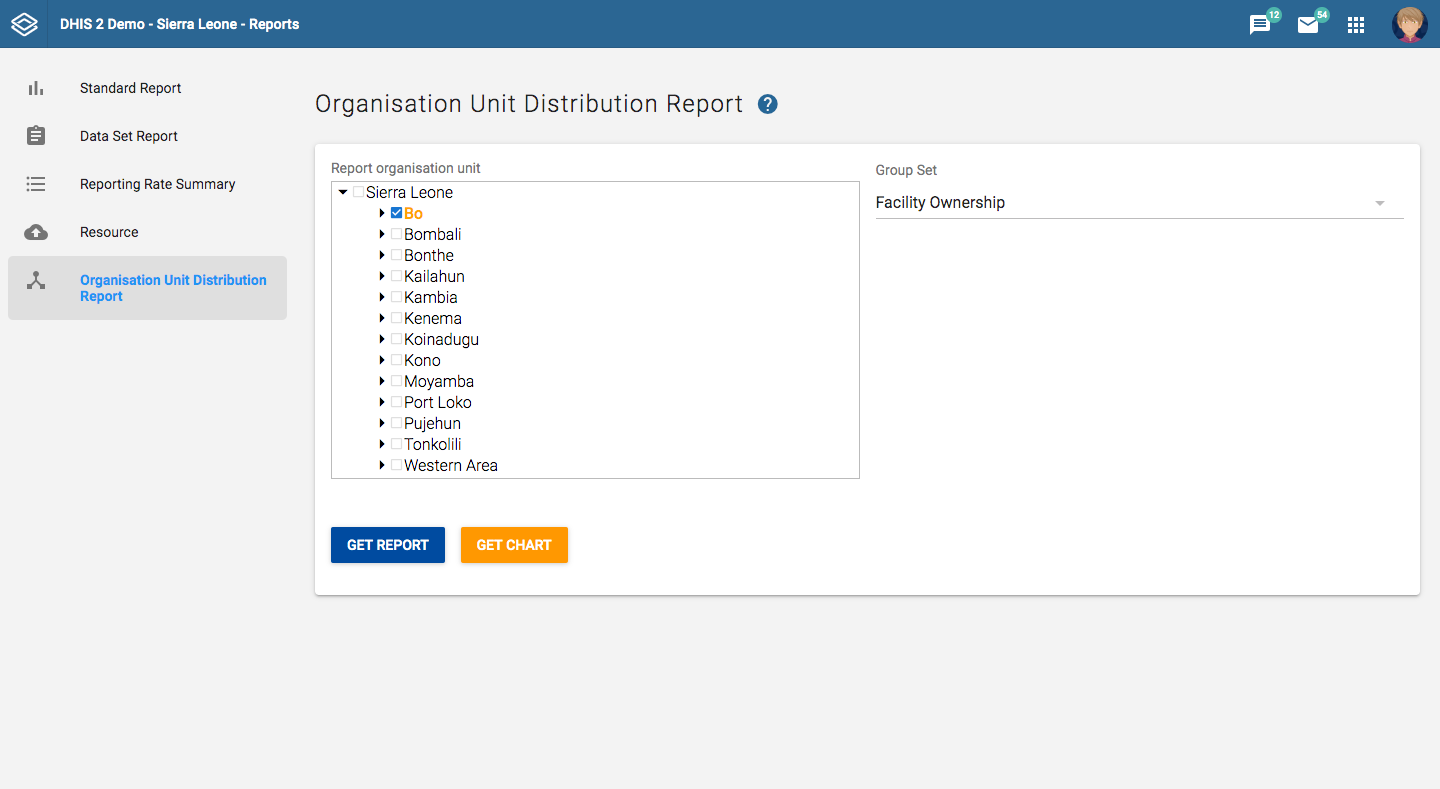 DHIS 2 Demo - Sierra Leone - Reports
12
54
Standard Report
Data Set Report
Reporting Rate Summary
Resource
Organisation Unit Distribution
Report
Organisation Unit Distribution Report ?
Report organisation unit
Sierra Leone
Bo
Bombali
Bonthe
Kailahun
Kambia
Kenema
Koinadugu
Kono
Moyamba
Port Loko
Pujehun
Tonkolili
Western Area
Group Set
Facility Ownership
GET REPORT
GET CHART